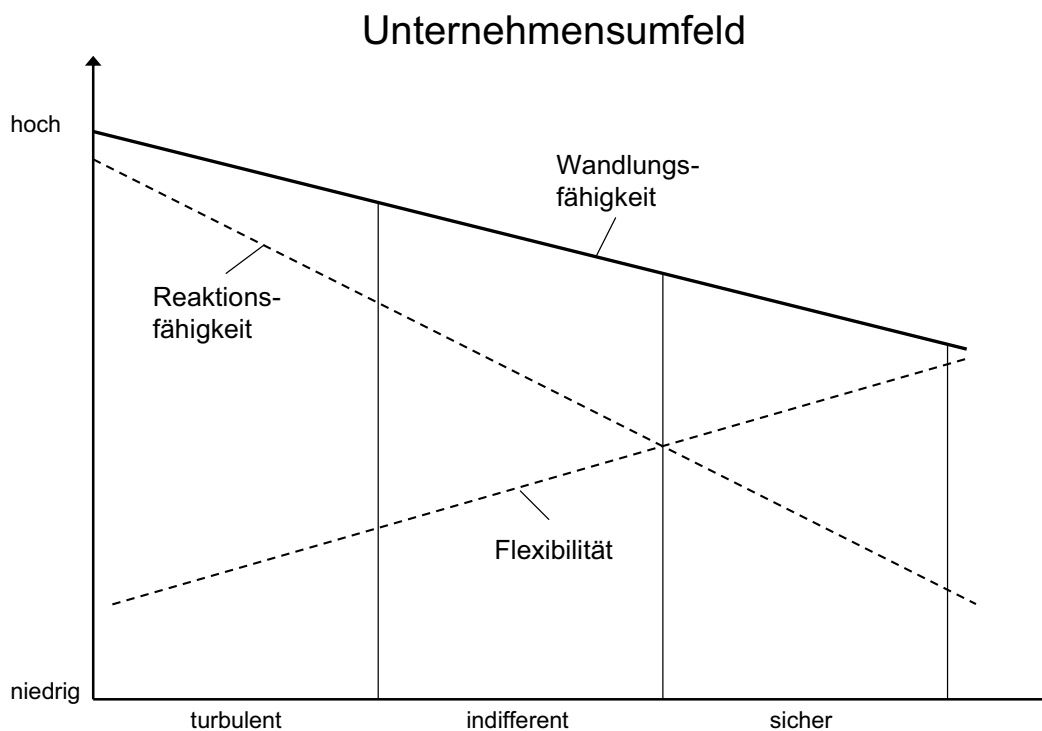 Unternehmensumfeld
hoch
Wandlungs-
fähigkeit
Reaktions-
fähigkeit
Flexibilität
niedrig
turbulent
indifferent
sicher